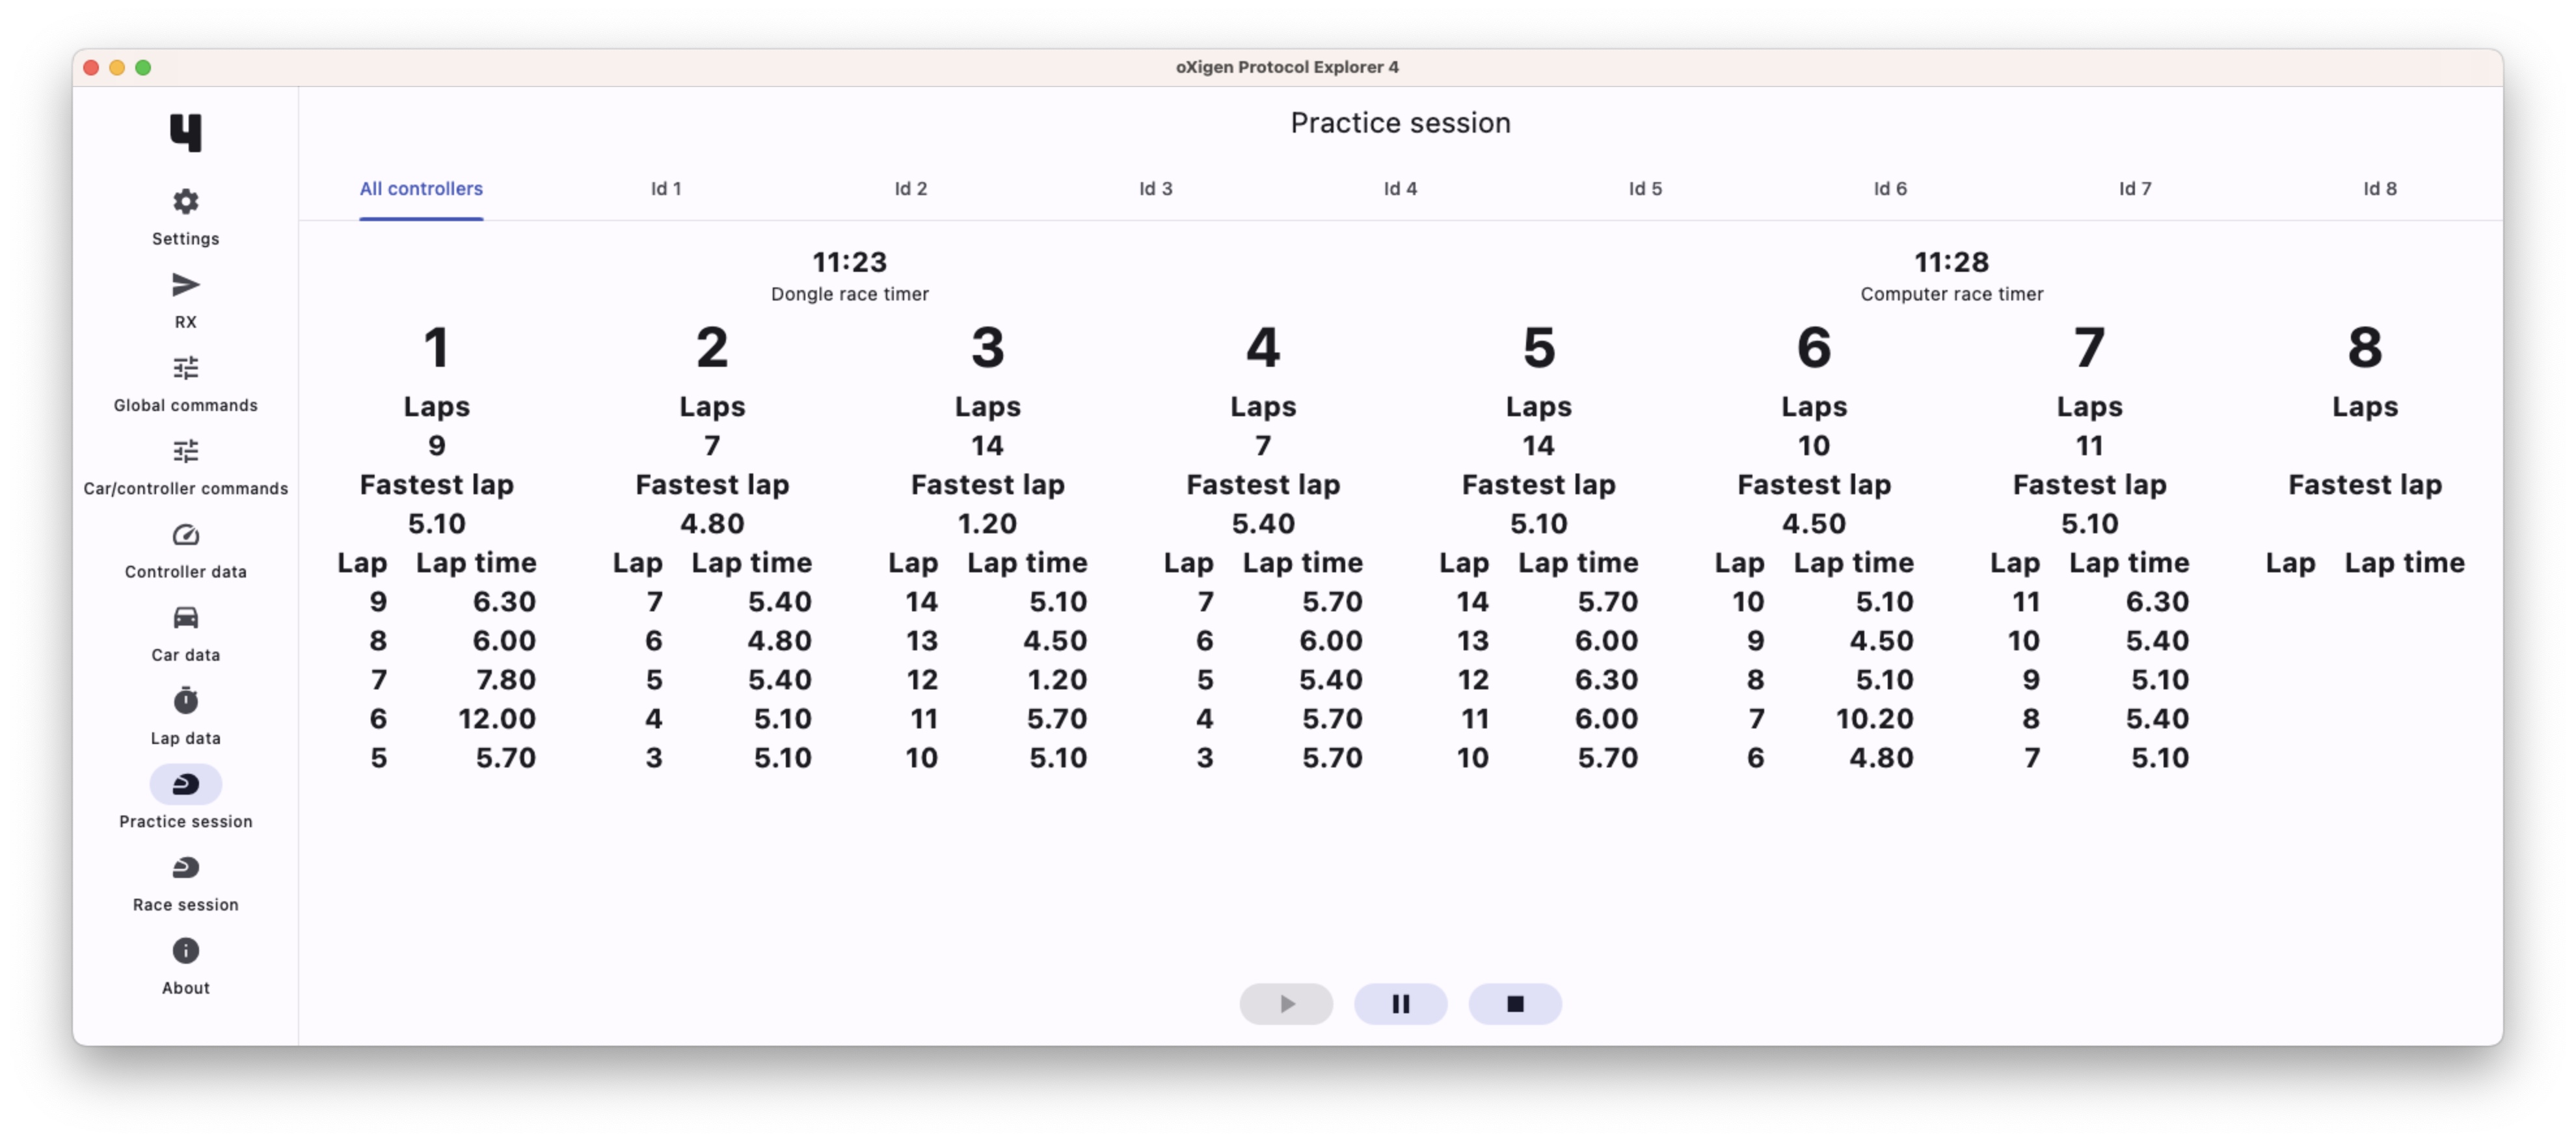 oXigen Protocol Explorer 4
4
Settings
RX
Global commands
Car/controller commands
Controller data
Car data
Lap data
Practice session
Race session
About
Practice session
All controllers Id 1 Id 2 Id 3 Id 4 Id 5 Id 6 Id 7 Id 8
11:23 11:28
Dongle race timer Computer race timer
1 2 3 4 5 6 7 8
Laps Laps Laps Laps Laps Laps Laps Laps
9 7 14 7 14 10 11
Fastest lap Fastest lap Fastest lap Fastest lap Fastest lap Fastest lap Fastest lap Fastest lap
5.10 4.80 1.20 5.40 5.10 4.50 5.10
Lap Lap time Lap Lap time Lap Lap time Lap Lap time Lap Lap time Lap Lap time Lap Lap time Lap Lap time
9 6.30 7 5.40 14 5.10 7 5.70 14 5.70 10 5.10 11 6.30
8 6.00 6 4.80 13 4.50 6 6.00 13 6.00 9 4.50 10 5.40
7 7.80 5 5.40 12 1.20 5 5.40 12 6.30 8 5.10 9 5.10
6 12.00 4 5.10 11 5.70 4 5.70 11 6.00 7 10.20 8 5.40
5 5.70 3 5.10 10 5.10 3 5.70 10 5.70 6 4.80 7 5.10